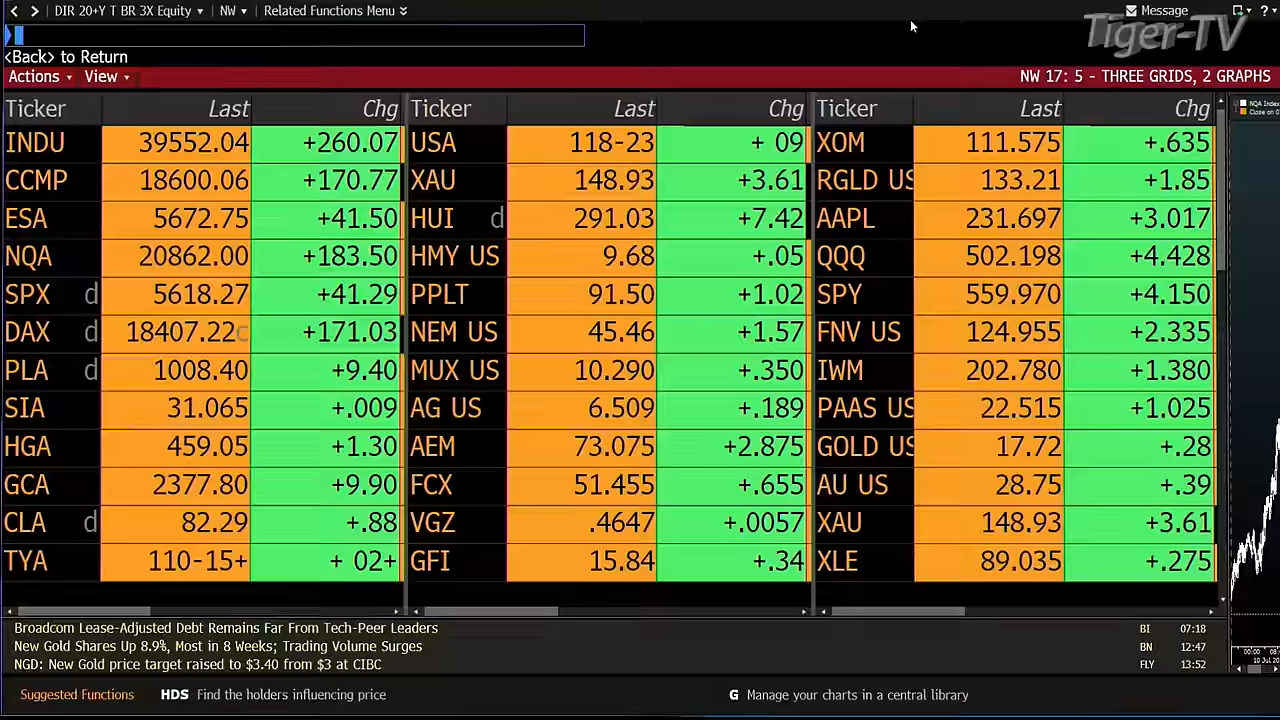 DIR 20+Y T BR 3X Equity NW Related Functions Menu Message ?
Tiger-TV
<Back> to Return
Actions View NW 17: 5 - THREE GRIDS, 2 GRAPHS
Ticker Last Chg Ticker Last Chg Ticker Last Chg
INDU 39552.04 +260.07 USA 118-23 + 09 XOM 111.575 +.635
CCMP 18600.06 +170.77 XAU 148.93 +3.61 RGLD US 133.21 +1.85
ESA 5672.75 +41.50 HUI d 291.03 +7.42 AAPL 231.697 +3.017
NQA 20862.00 +183.50 HMY US 9.68 +.05 QQQ 502.198 +4.428
SPX d 5618.27 +41.29 PPLT 91.50 +1.02 SPY 559.970 +4.150
DAX d 18407.22c +171.03 NEM US 45.46 +1.57 FNV US 124.955 +2.335
PLA d 1008.40 +9.40 MUX US 10.290 +.350 IWM 202.780 +1.380
SIA 31.065 +.009 AG US 6.509 +.189 PAAS US 22.515 +1.025
HGA 459.05 +1.30 AEM 73.075 +2.875 GOLD US 17.72 +.28
GCA 2377.80 +9.90 FCX 51.455 +.655 AU US 28.75 +.39
CLA d 82.29 +.88 VGZ .4647 +.0057 XAU 148.93 +3.61
TYA 110-15+ + 02+ GFI 15.84 +.34 XLE 89.035 +.275
NQA Index
Close on 0
Broadcom Lease-Adjusted Debt Remains Far From Tech-Peer Leaders BI 07:18
New Gold Shares Up 8.9%, Most in 8 Weeks; Trading Volume Surges BN 12:47
NGD: New Gold price target raised to $3.40 from $3 at CIBC FLY 13:52
00:00
10 Jul 20
Suggested Functions HDS Find the holders influencing price G Manage your charts in a central library